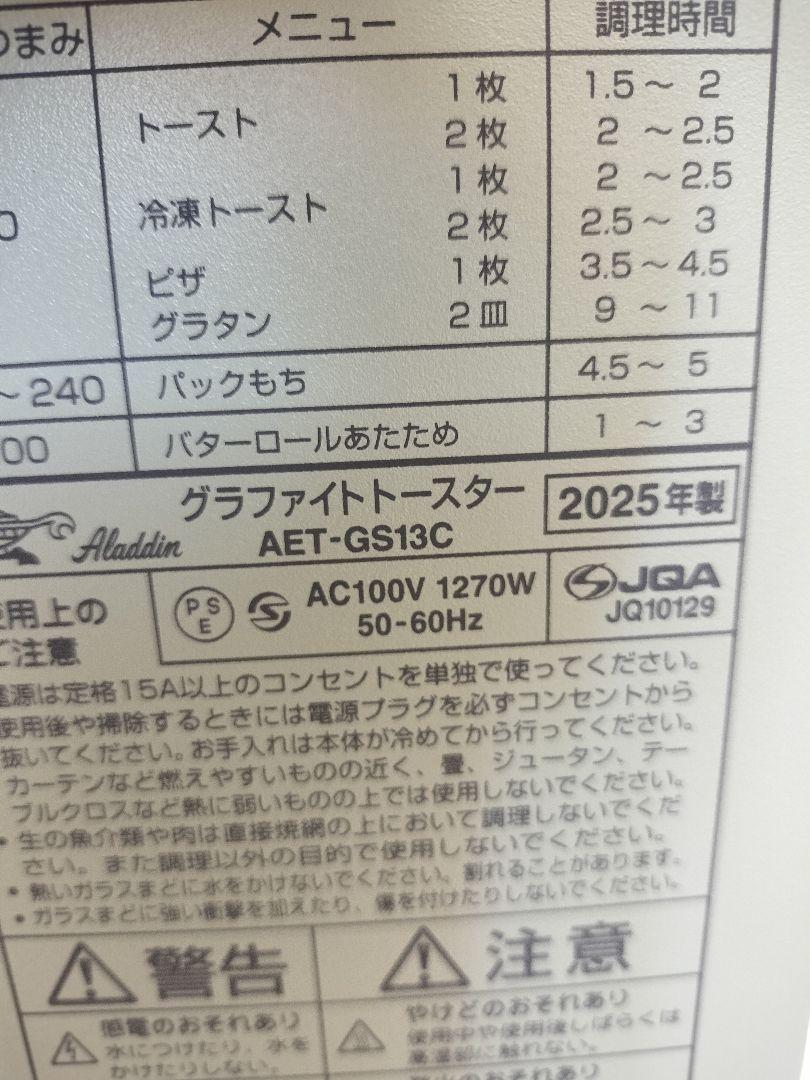 つまみ メニュー 調理時間
トースト 1枚 1.5～ 2
2枚 2 ～2.5
冷凍トースト 1枚 2 ～2.5
2枚 2.5～ 3
ピザ 1枚 3.5～4.5
グラタン 2皿 9 ～ 11
～240 パックもち 4.5～ 5
00 バターロールあたため 1 ～ 3
グラファイトトースター 2025年製
Aladdin AET-GS13C
使用上の
ご注意
PSE AC100V 1270W
50-60Hz
JQA
JQ10129
電源は定格15A以上のコンセントを単独で使ってください。
使用後や掃除するときには電源プラグを必ずコンセントから
抜いてください。お手入れは本体が冷めてから行ってください。
カーテンなど燃えやすいものの近く、畳、ジュータン、テー
ブルクロスなど熱に弱いものの上では使用しないでください。
• 生の魚介類や肉は直接焼網の上において調理しないでくだ
さい。また調理以外の目的で使用しないでください。
• 熱いガラスまどに水をかけないでください。割れることがあります。
• ガラスまどに強い衝撃を加えたり、傷を付けたりしないでください。
警告
感電のおそれあり
水につけたり、水を
かけたりしない。
注意
やけどのおそれあり
使用中や使用後しばらくは
高温部に触れない。